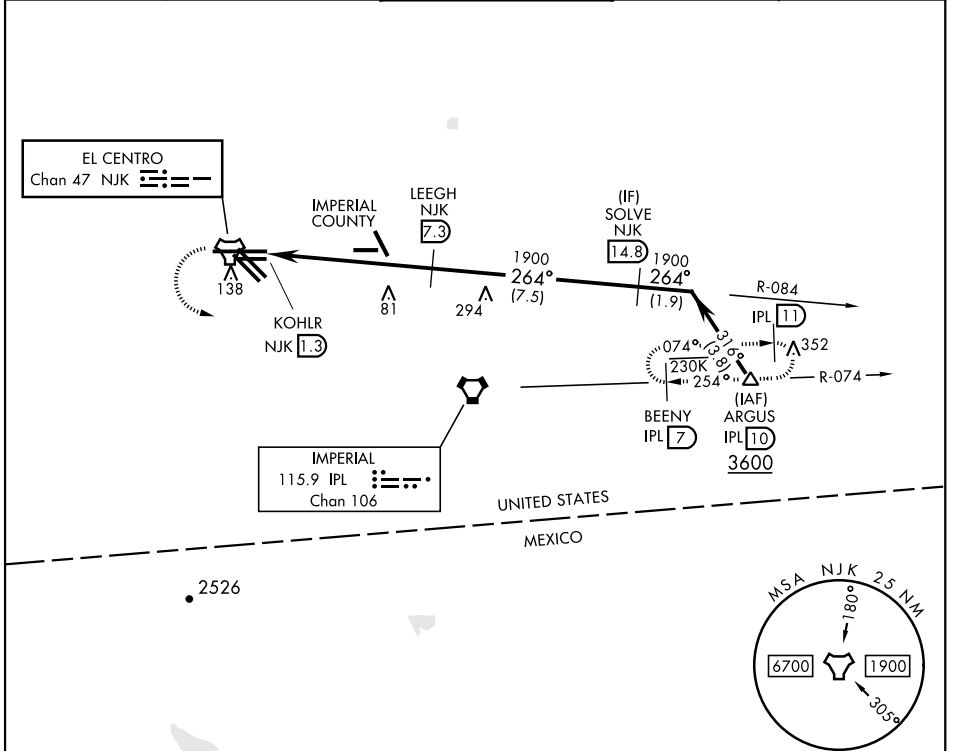 EL CENTRO
Chan 47 NJK
138
KOHLR
NJK 1.3
IMPERIAL
COUNTY
81
LEEGH
NJK
7.3
294
1900
264°
(7.5)
(IF)
SOLVE
NJK
14.8
1900
264°
(1.9)
R-084
IPL 11
316°
(3.8)
352
074°
230K
254°
R-074
BEENY
IPL 7
(IAF)
ARGUS
IPL 10
3600
IMPERIAL
115.9 IPL
Chan 106
UNITED STATES
MEXICO
2526
MSA NJK 25 NM
180°
6700
1900
305°